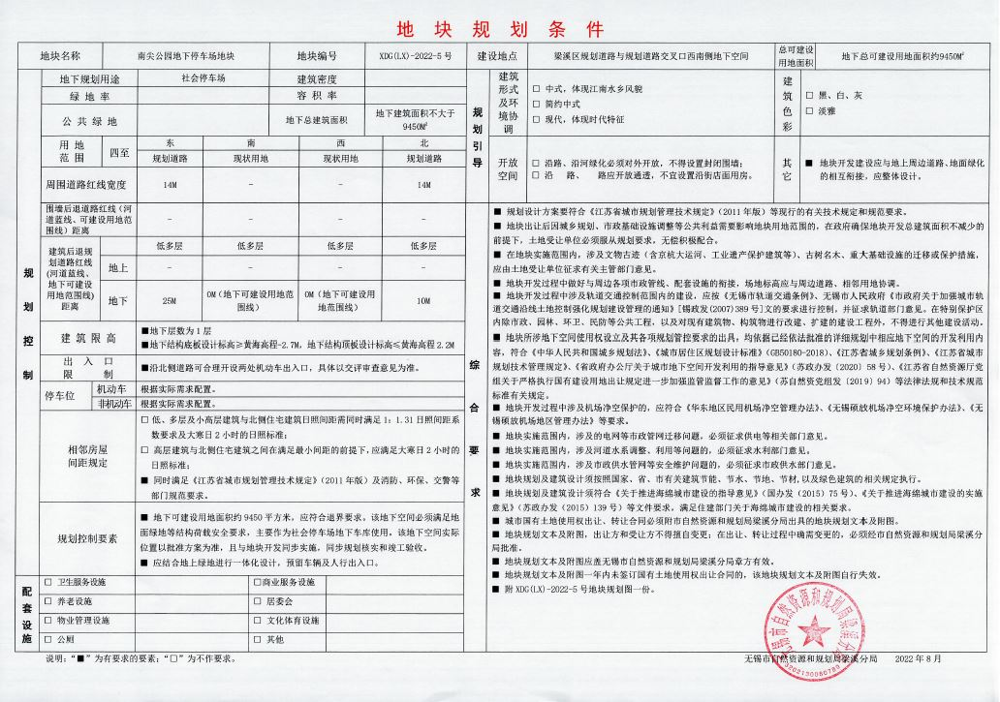 地块规划条件
地块名称 南尖公园地下停车场地块 地块编号 XDG(LX)-2022-5号 建设地点 梁溪区规划道路与规划道路交叉口西南侧地下空间 总可建设用地面积 地下总可建设用地面积约9450M²
规划控制
地下规划用途 社会停车场 建筑密度
绿地率 容积率
公共绿地 地下总建筑面积 地下建筑面积不大于9450M²
用地范围 四至 东 南 西 北
规划道路 现状用地 现状用地 规划道路
周围道路红线宽度 14M - - 14M
围墙后退道路红线（河道蓝线、可建设用地范围线）距离 - - - -
建筑后退规划道路红线(河道蓝线、地下可建设用地范围线)距离 低多层 低多层 低多层 低多层
地上 - - - -
地下 25M 0M（地下可建设用地范围线） 0M（地下可建设用地范围线） 10M
建筑限高 ■地下层数为1层
■地下结构底板设计标高≥黄海高程-2.7M，地下结构顶板设计标高≤黄海高程2.2M
出入口限制 ■沿北侧道路可合理开设两处机动车出入口，具体以交评审查意见为准。
停车位 机动车 根据实际需求配置。
非机动车 根据实际需求配置。
相邻房屋间距规定
□ 低、多层及小高层建筑与北侧住宅建筑日照间距需同时满足1：1.31日照间距系
数要求及大寒日2小时的日照标准；
□ 高层建筑与北侧住宅建筑之间在满足最小间距的前提下,应满足大寒日2小时的
日照标准；
■ 同时满足《江苏省城市规划管理技术规定》（2011年版）及消防、环保、交警等
部门规范要求。
规划控制要素
■ 地下可建设用地面积约9450平方米，应符合退界要求。该地下空间必须满足地
面绿地等结构荷载安全要求，主要作为社会停车场地下车库使用，该地下空间实际
位置以批准方案为准，且与地块开发同步实施，同步规划核实和竣工验收。
■ 应结合地上绿地进行一体化设计，预留车辆及人行出入口。
配套设施
□ 卫生服务设施 □商业服务设施
□ 养老设施 □ 居委会
□ 物业管理设施 □ 文化体育设施
□ 公厕 □ 其他
规划引导
建筑形式及环境协调
□ 中式，体现江南水乡风貌
□ 简约中式
□ 现代，体现时代特征
建筑色彩
□ 黑、白、灰
□ 淡雅
开放空间
□ 沿路、沿河绿化必须对外开放，不得设置封闭围墙；
□ 沿 路、 路应开放通透，不宜设置沿街店面用房。
其它
■ 地块开发建设应与地上周边道路、地面绿化
的相互衔接，应整体设计。
综合要求
■ 规划设计方案要符合《江苏省城市规划管理技术规定》（2011年版）等现行的有关技术规定和规范要求。
■ 地块出让后因城乡规划、市政基础设施调整等公共利益需要影响地块用地范围的，在政府确保地块开发总建筑面积不减少的
前提下，土地受让单位必须服从规划要求，无偿积极配合。
■ 在地块实施范围内，涉及文物古迹（含京杭大运河、工业遗产保护建筑等）、古树名木、重大基础设施的迁移或保护措施，
应由土地受让单位征求有关主管部门意见。
■ 地块开发过程中做好与周边各项市政管线、配套设施的衔接，场地标高应与周边道路、相邻用地协调。
■ 地块开发过程中涉及轨道交通控制范围内的建设，应按《无锡市轨道交通条例》、无锡市人民政府《市政府关于加强城市轨
道交通沿线土地控制强化规划建设管理的通知》[锡政发(2007)389号]文的要求进行控制，并征求轨道部门意见。在特别保护区
内除市政、园林、环卫、民防等公共工程，以及对现有建筑物、构筑物进行改建、扩建的建设工程外，不得进行其他建设活动。
■ 地块所涉地下空间使用权设立及其各项规划管控要求的出具，均依据已经依法批准的详细规划中相应地下空间的开发利用内
容，符合《中华人民共和国城乡规划法》、《城市居住区规划设计标准》(GB50180-2018)、《江苏省城乡规划条例》、《江苏省城市
规划技术管理规定》、《省政府办公厅关于城市地下空间开发利用的指导意见》（苏政办发〔2020〕58号）、《江苏省自然资源厅党
组关于严格执行国有建设用地出让规定进一步加强监管监督工作的意见》（苏自然资党组发〔2019〕94）等法律法规和技术规范
标准有关规定。
■ 地块开发过程中涉及机场净空保护的，应符合《华东地区民用机场净空管理办法》、《无锡硕放机场净空环境保护办法》、《无
锡硕放机场地区管理办法》等要求。
■ 地块实施范围内，涉及的电网等市政管网迁移问题，必须征求供电等相关部门意见。
■ 地块实施范围内，涉及河道水系调整、利用等问题的，必须征求水利部门意见。
■ 地块实施范围内，涉及市政供水管网等安全维护问题的，必须征求市政供水部门意见。
■ 地块规划及建筑设计须按照国家、省、市有关建筑节能、节水、节地、节材,以及绿色建筑的相关规定执行。
■ 地块规划及建筑设计须符合《关于推进海绵城市建设的指导意见》（国办发（2015）75号）、《关于推进海绵城市建设的实施
意见》（苏政办发（2015）139号）等文件要求，满足住建部门关于海绵城市建设的相关要求。
■ 城市国有土地使用权出让、转让合同必须附市自然资源和规划局梁溪分局出具的地块规划文本及附图。
■ 地块规划文本及附图，出让方和受让方不得擅自变更；在出让、转让过程中确需变更的，必须经市自然资源和规划局梁溪分
局批准。
■ 地块规划文本及附图应盖无锡市自然资源和规划局梁溪分局章方有效。
■ 地块规划文本及附图一年内未签订国有土地使用权出让合同的，该地块规划文本及附图自行失效。
■ 附XDG(LX)-2022-5号地块规划图一份。
无锡市自然资源和规划局梁溪分局
3202130060789
说明：“■”为有要求的要素；“□”为不作要求。
无锡市自然资源和规划局梁溪分局 2022年8月